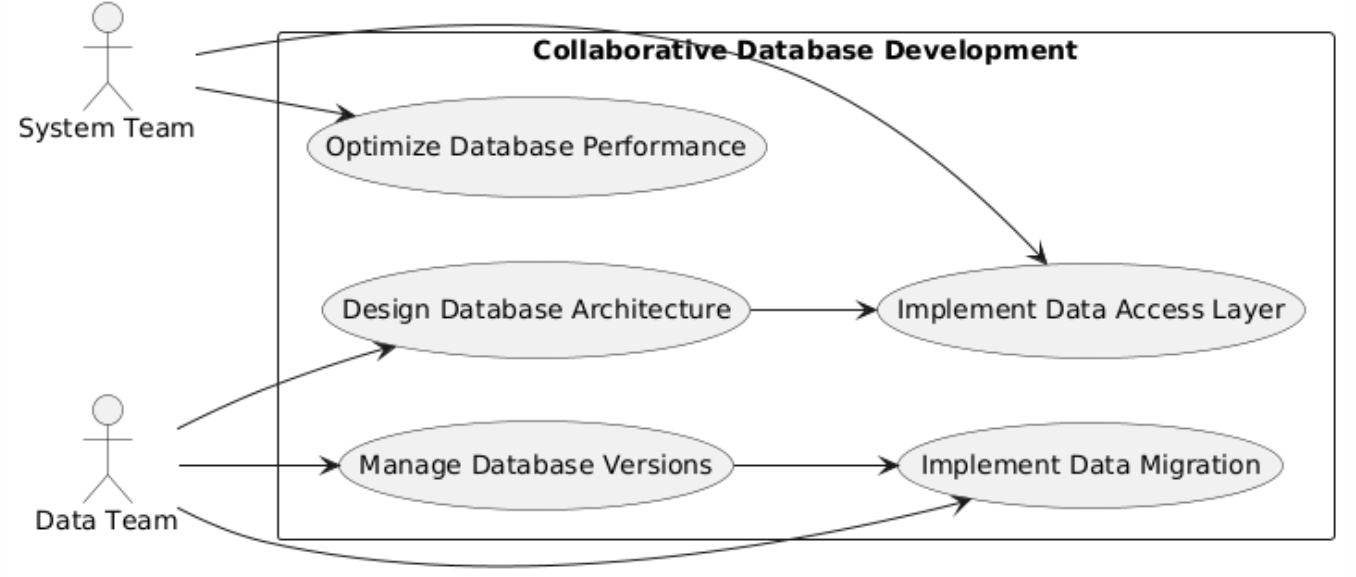 Collaborative Database Development
System Team
Optimize Database Performance
Design Database Architecture
Implement Data Access Layer
Manage Database Versions
Implement Data Migration
Data Team